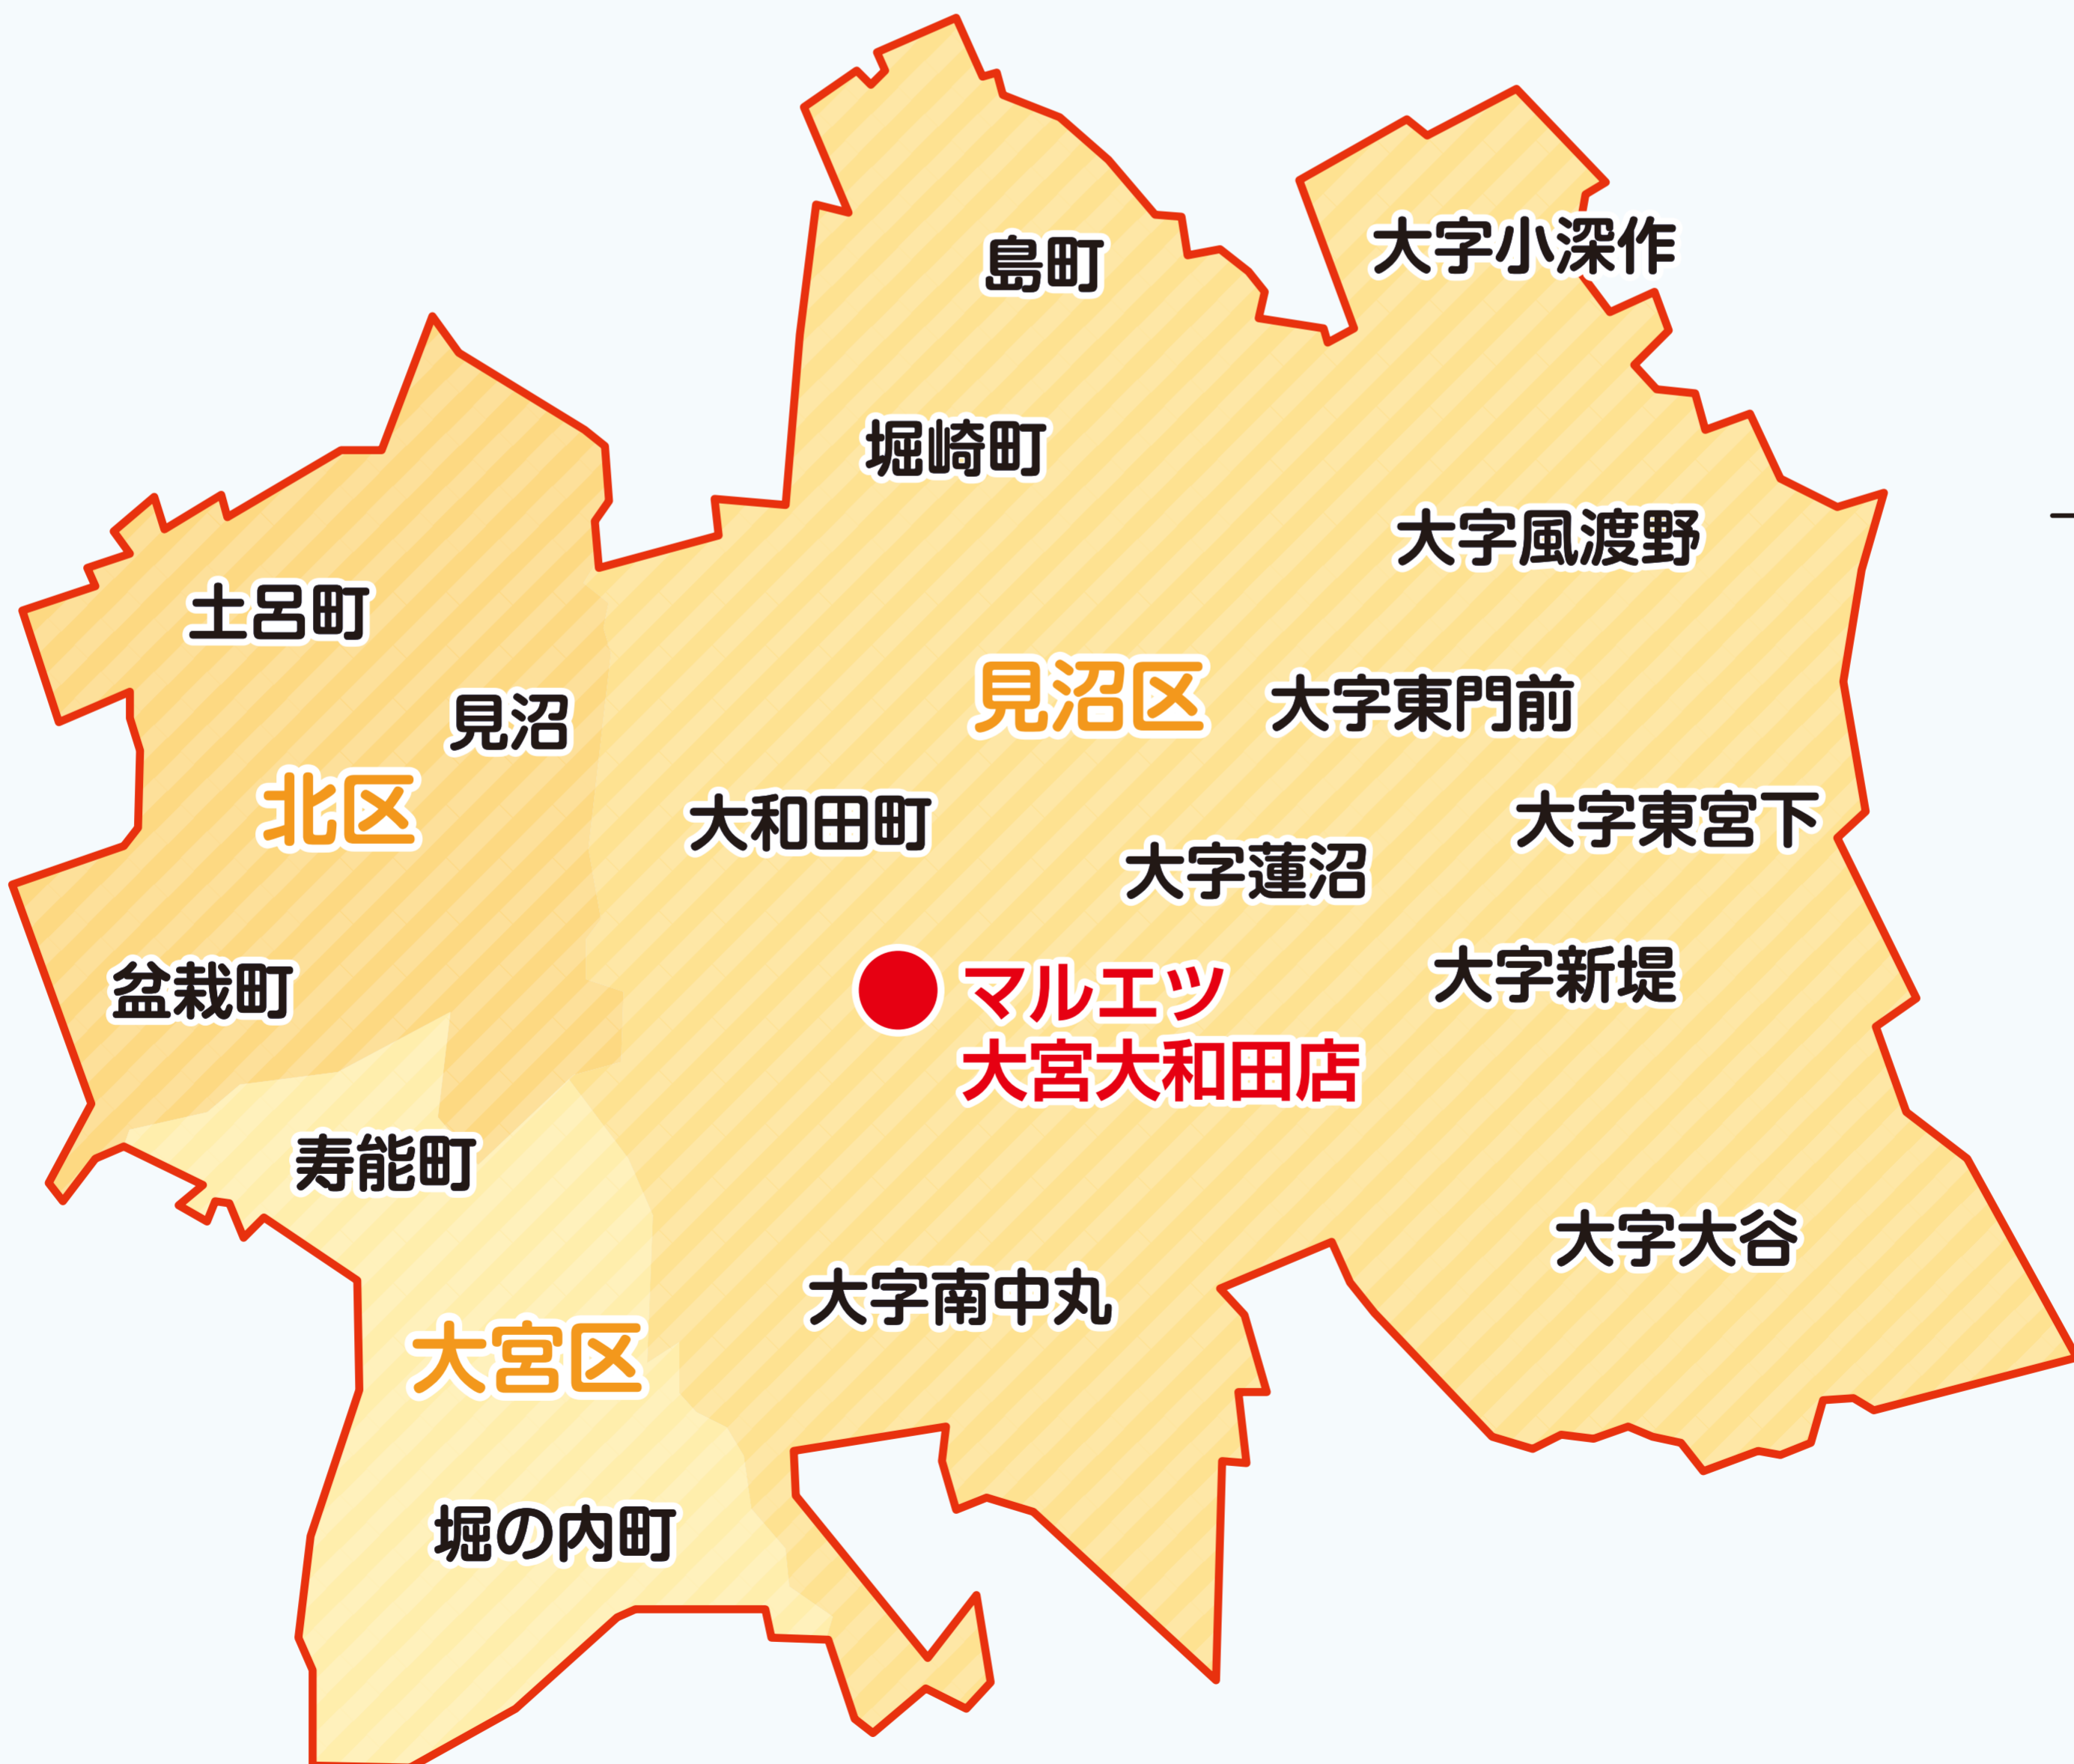 島町
大字小深作
堀崎町
大字風渡野
土呂町
見沼
見沼区
大字東門前
北区
大和田町
大字東宮下
大字蓮沼
盆栽町
マルエツ
大宮大和田店
大字新堤
寿能町
大字大谷
大字南中丸
大宮区
堀の内町